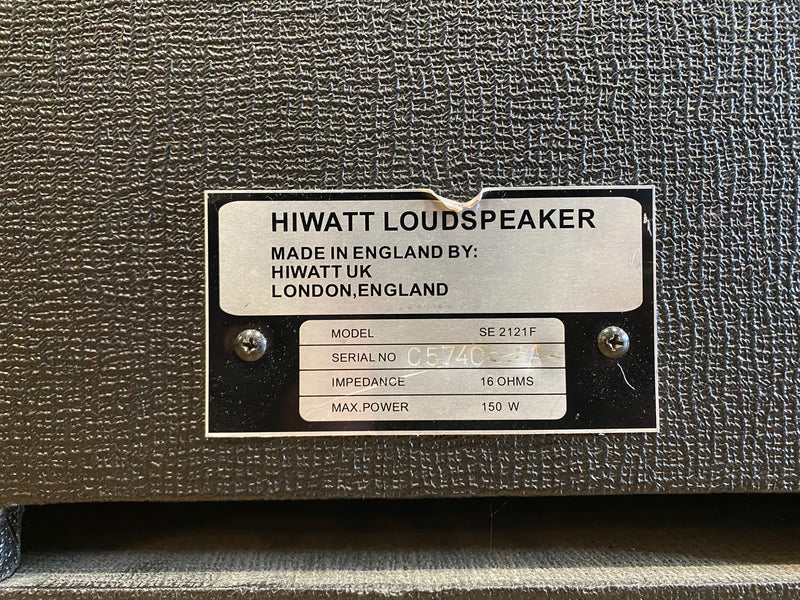 HIWATT LOUDSPEAKER
MADE IN ENGLAND BY:
HIWATT UK
LONDON,ENGLAND
MODEL SE 2121F
SERIAL NO C5740 A
IMPEDANCE 16 OHMS
MAX.POWER 150 W